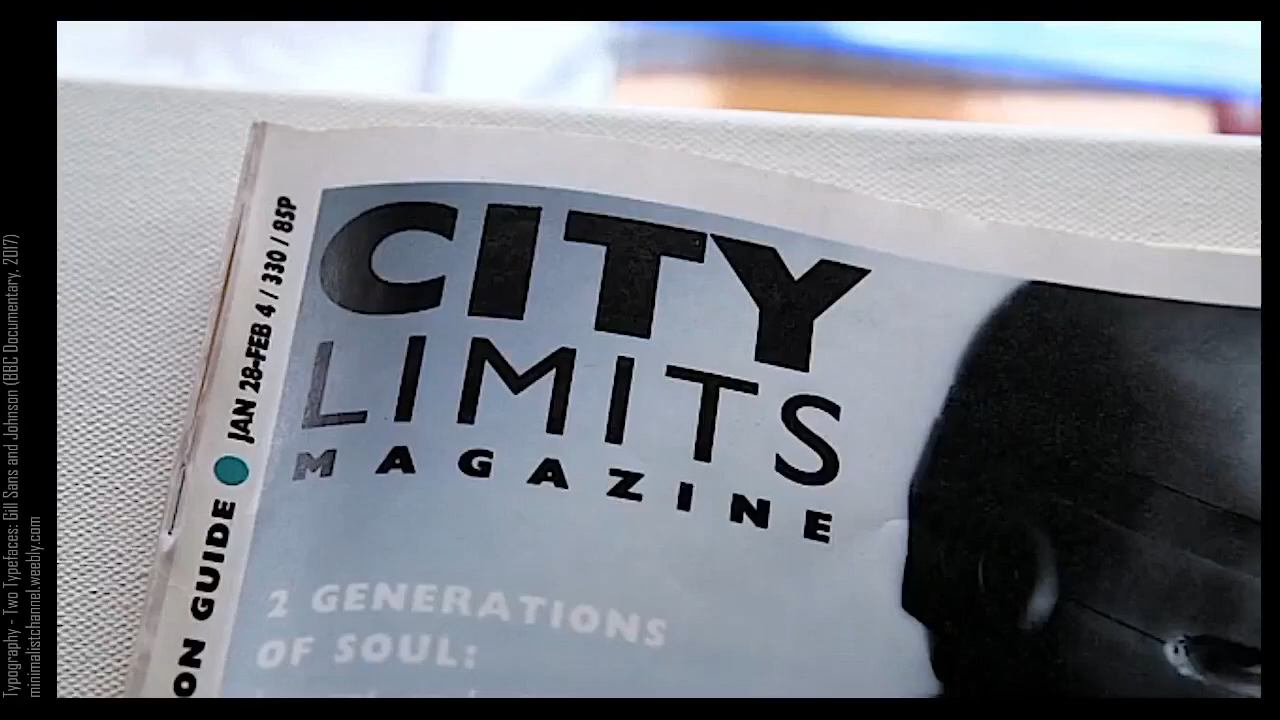 CITY
LIMITS
MAGAZINE
2 GENERATIONS
OF SOUL:
ON GUIDE ● JAN 28-FEB 4 / 330 / 85P
Typography - Two Typefaces: Gill Sans and Johnson (BBC Documentary, 2017)
minimalistchannel.weebly.com